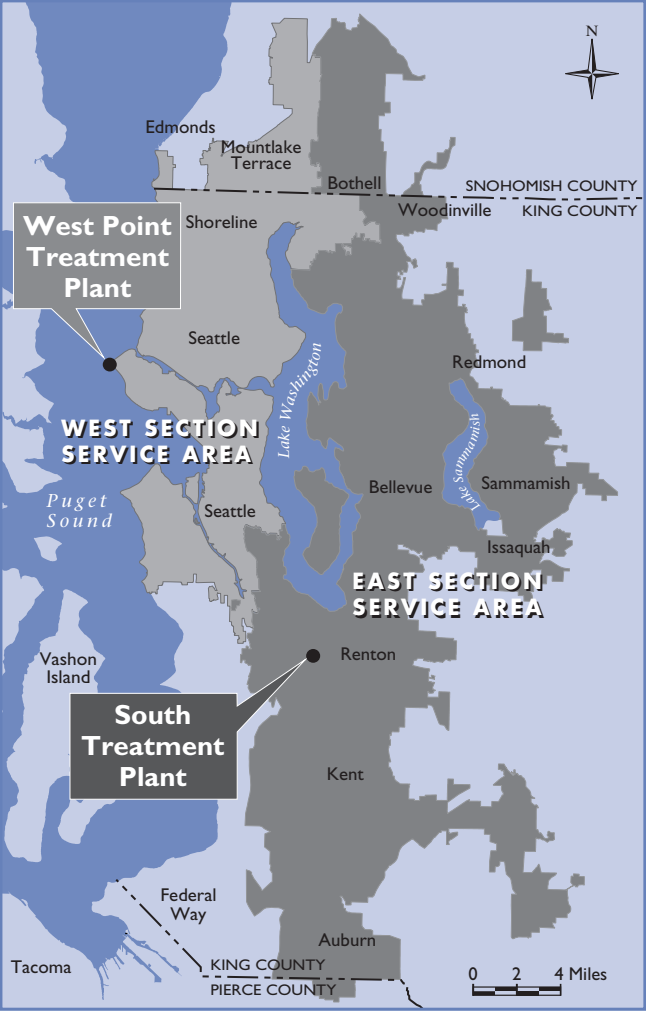 N
Edmonds
Mountlake
Terrace
Bothell
SNOHOMISH COUNTY
KING COUNTY
Woodinville
Shoreline
West Point
Treatment
Plant
Seattle
Lake Washington
Redmond
WEST SECTION
SERVICE AREA
Lake Sammamish
Sammamish
Bellevue
Puget
Sound
Seattle
Issaquah
EAST SECTION
SERVICE AREA
Vashon
Island
Renton
South
Treatment
Plant
Kent
Federal
Way
Auburn
Tacoma
KING COUNTY
PIERCE COUNTY
0 2 4 Miles